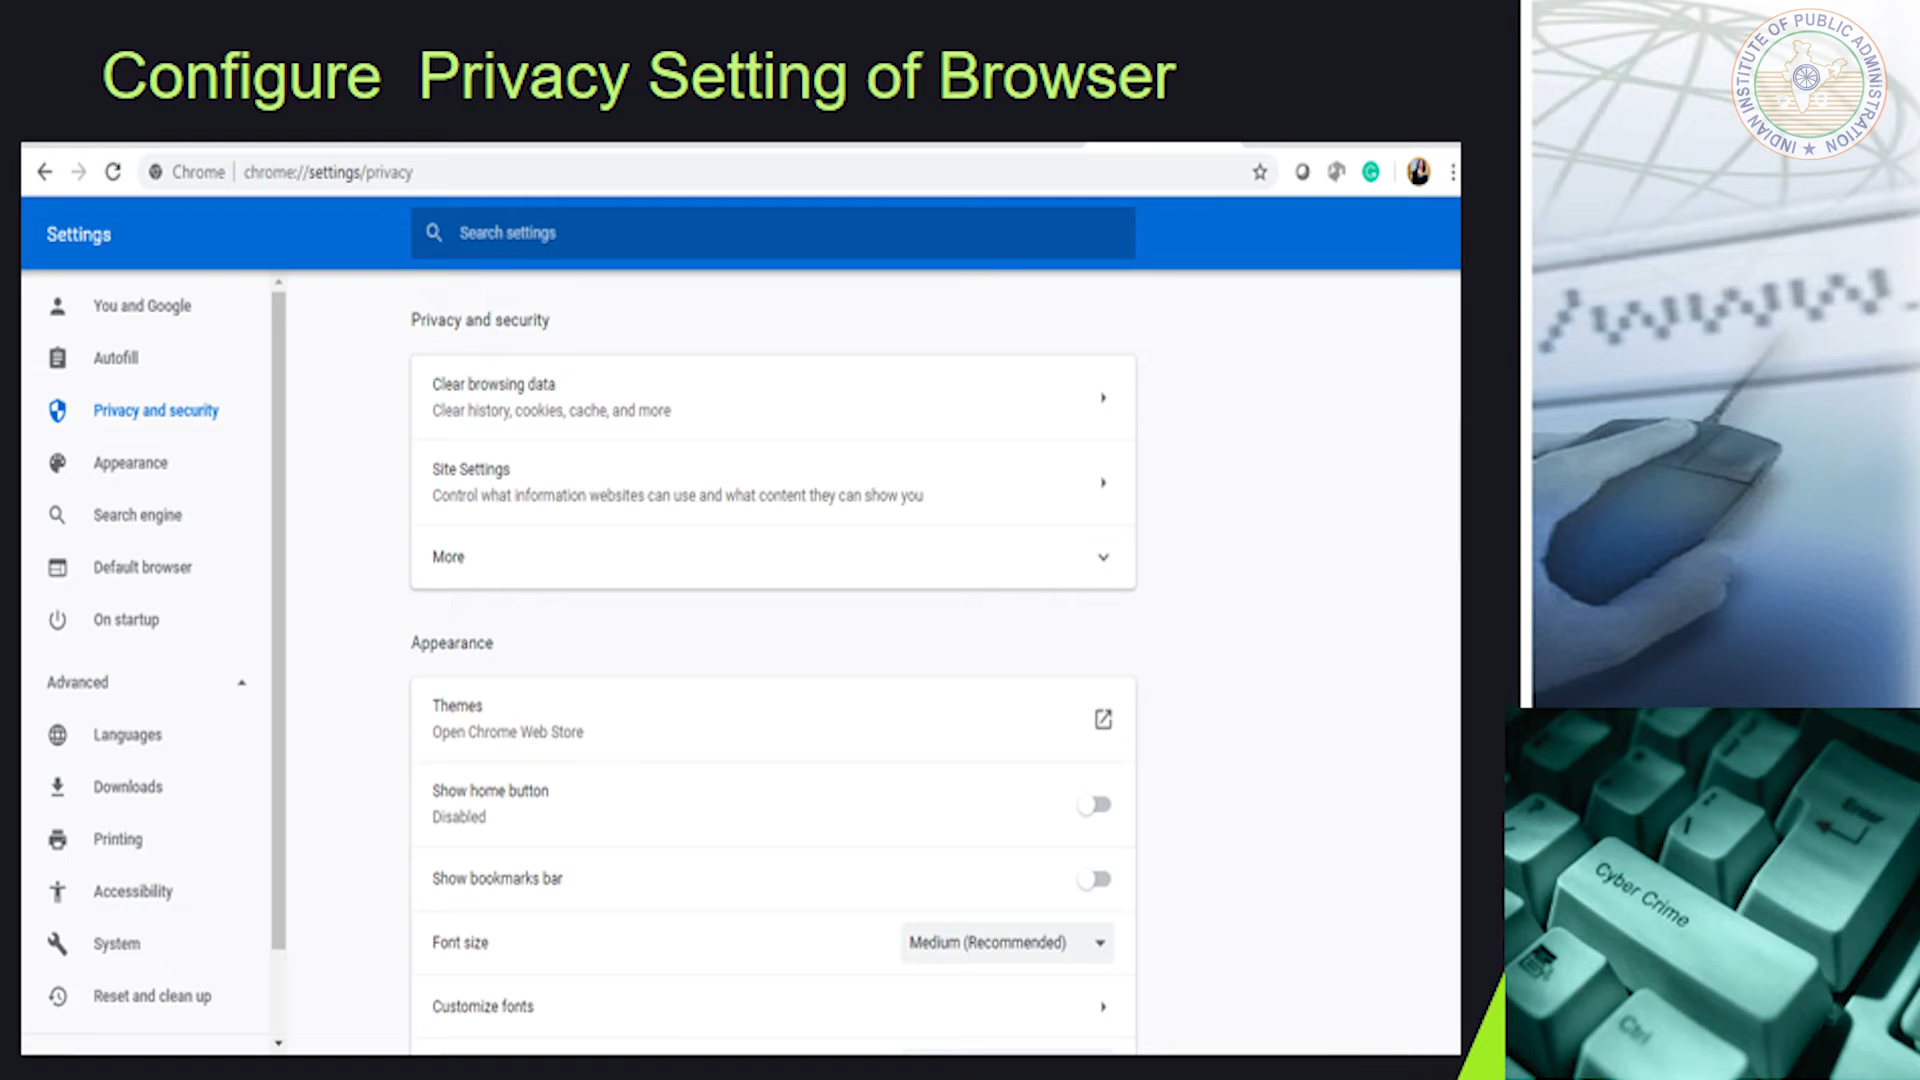 Configure Privacy Setting of Browser
INDIAN INSTITUTE OF PUBLIC ADMINISTRATION
Chrome | chrome://settings/privacy
Settings
Search settings
You and Google
Autofill
Privacy and security
Appearance
Search engine
Default browser
On startup
Advanced
Languages
Downloads
Printing
Accessibility
System
Reset and clean up
Privacy and security
Clear browsing data
Clear history, cookies, cache, and more
Site Settings
Control what information websites can use and what content they can show you
More
Appearance
Themes
Open Chrome Web Store
Show home button
Disabled
Show bookmarks bar
Font size
Medium (Recommended)
Customize fonts
/www.
Enter
Cyber Crime
Ctrl